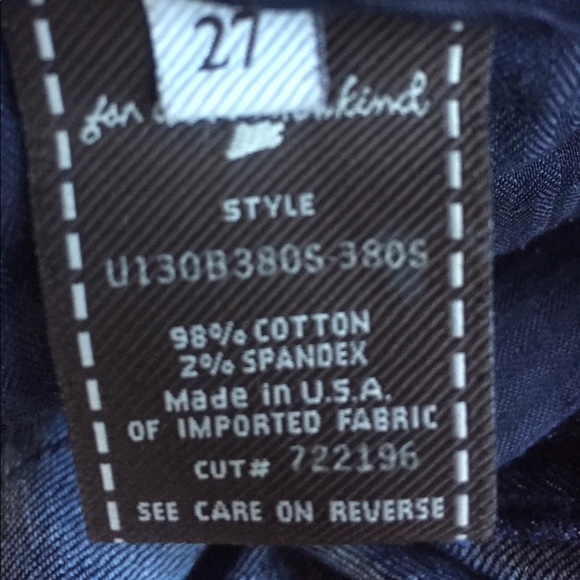 27
for mankind
STYLE
U130B380S-380S
98% COTTON
2% SPANDEX
Made in U.S.A.
OF IMPORTED FABRIC
CUT# 722196
SEE CARE ON REVERSE